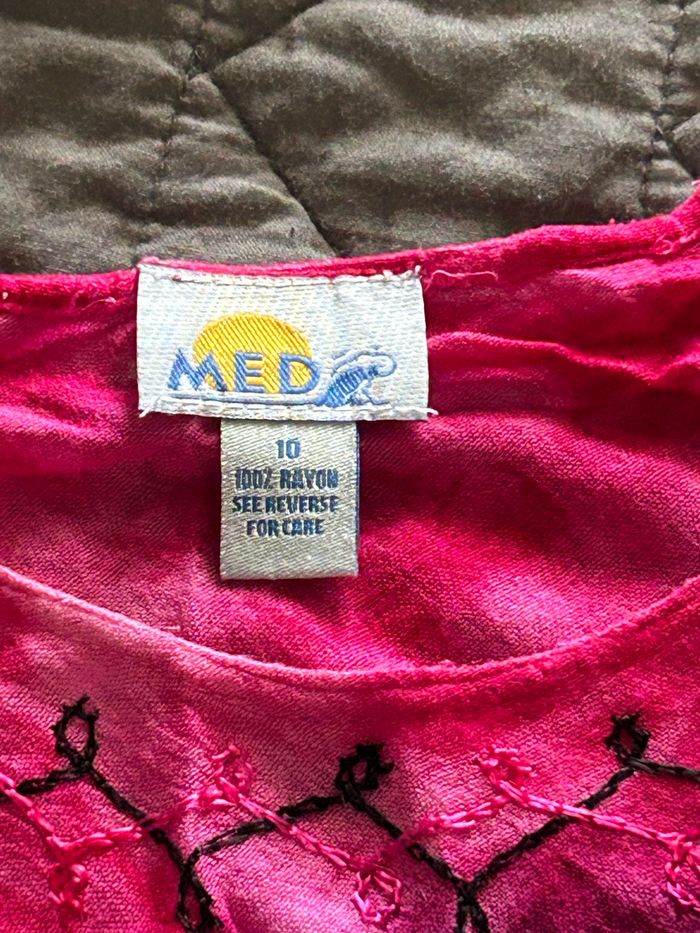 MED
10
100% RAYON
SEE REVERSE
FOR CARE